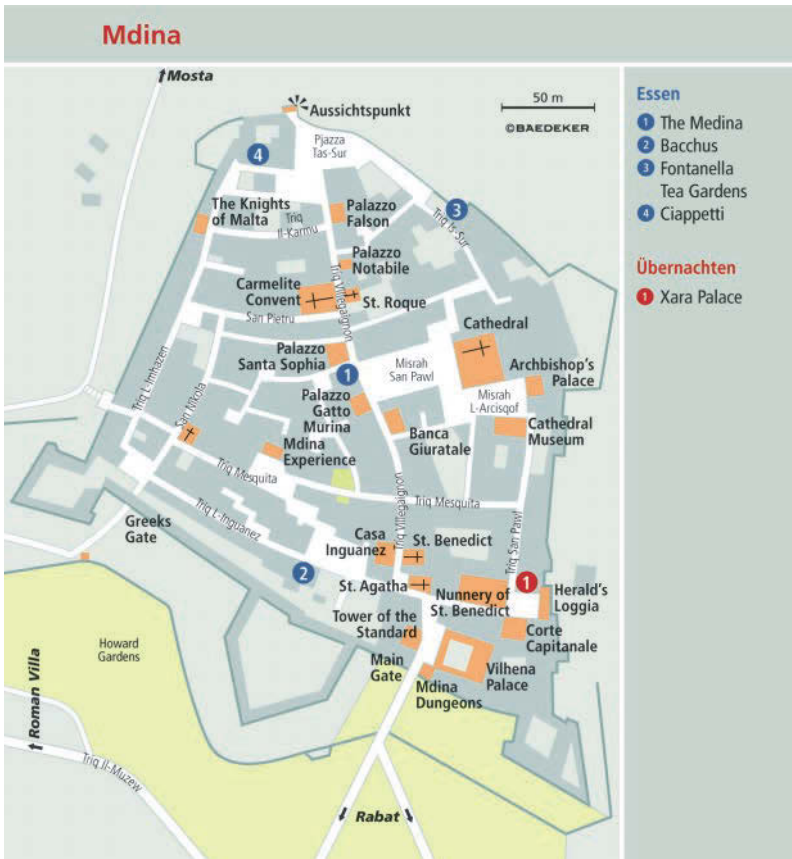 Mdina
Mosta
Aussichtspunkt
50 m
©BAEDEKER
Pjazza
Tas-Sur
4
The Knights
of Malta
Triq
Il-Karmu
Palazzo
Falson
3
Triq Is-Sur
Palazzo
Notabile
Triq Villegaignon
Carmelite
Convent
St. Roque
San Pietru
Cathedral
Palazzo
Santa Sophia
1
Misrah
San Pawl
Archbishop's
Palace
Misrah
L-Arcisqof
Triq L-Imhazen
San Nikola
Palazzo
Gatto
Murina
Banca
Giuratale
Cathedral
Museum
Mdina
Experience
Triq Mesquita
Triq Mesquita
Triq Villegaignon
Triq L-Inguanez
Triq San Pawl
Greeks
Gate
Casa
Inguanez
St. Benedict
2
St. Agatha
1
Nunnery of
St. Benedict
Herald's
Loggia
Tower of the
Standard
Corte
Capitanale
Howard
Gardens
Main
Gate
Vilhena
Palace
Mdina
Dungeons
Roman Villa
Triq Il-Muzew
Rabat
Essen
1 The Medina
2 Bacchus
3 Fontanella
Tea Gardens
4 Ciappetti
Übernachten
1 Xara Palace